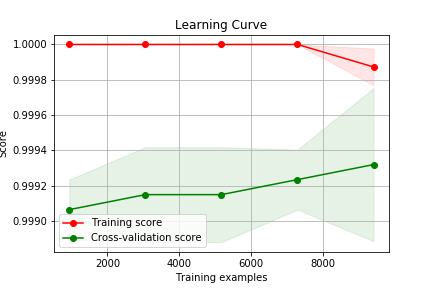 Learning Curve
1.0000
0.9998
0.9996
0.9994
0.9992
0.9990
Score
Training score
Cross-validation score
2000 4000 6000 8000
Training examples